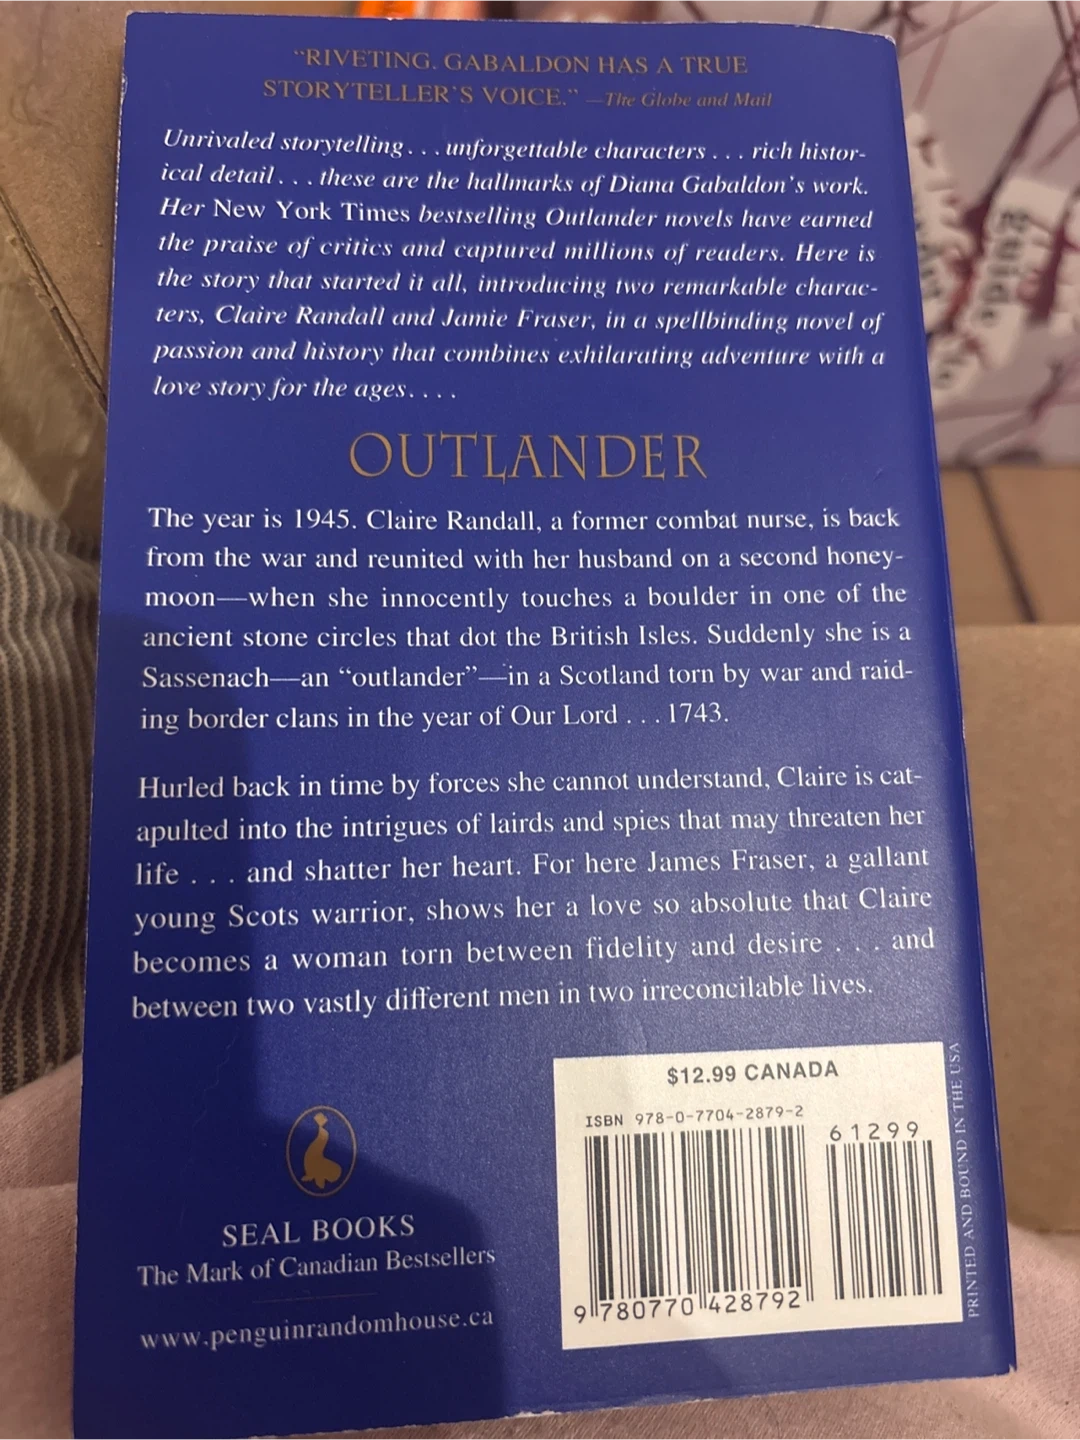 "RIVETING. GABALDON HAS A TRUE
STORYTELLER'S VOICE." —The Globe and Mail
Unrivaled storytelling . . . unforgettable characters . . . rich histor-
ical detail . . . these are the hallmarks of Diana Gabaldon's work.
Her New York Times bestselling Outlander novels have earned
the praise of critics and captured millions of readers. Here is
the story that started it all, introducing two remarkable charac-
ters, Claire Randall and Jamie Fraser, in a spellbinding novel of
passion and history that combines exhilarating adventure with a
love story for the ages. . . .
OUTLANDER
The year is 1945. Claire Randall, a former combat nurse, is back
from the war and reunited with her husband on a second honey-
moon—when she innocently touches a boulder in one of the
ancient stone circles that dot the British Isles. Suddenly she is a
Sassenach—an "outlander"—in a Scotland torn by war and raid-
ing border clans in the year of Our Lord . . . 1743.
Hurled back in time by forces she cannot understand, Claire is cat-
apulted into the intrigues of lairds and spies that may threaten her
life . . . and shatter her heart. For here James Fraser, a gallant
young Scots warrior, shows her a love so absolute that Claire
becomes a woman torn between fidelity and desire . . . and
between two vastly different men in two irreconcilable lives.
SEAL BOOKS
The Mark of Canadian Bestsellers
www.penguinrandomhouse.ca
$12.99 CANADA
ISBN 978-0-7704-2879-2
61299
9 780770 428792
PRINTED AND BOUND IN THE USA
guide
to